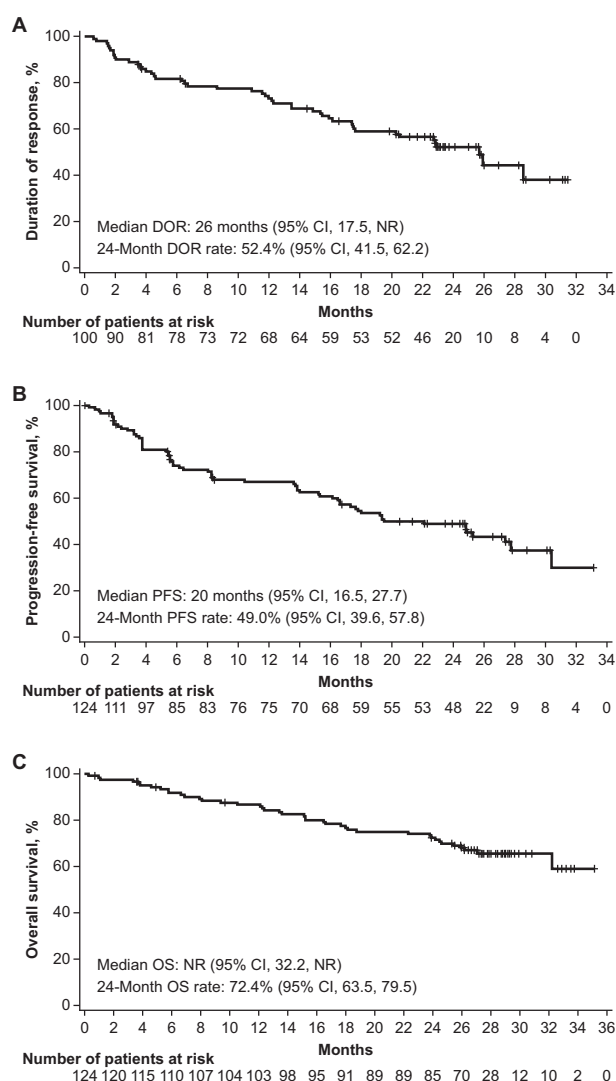 A
Duration of response, %
100
80
60
40
20
0
Median DOR: 26 months (95% CI, 17.5, NR)
24-Month DOR rate: 52.4% (95% CI, 41.5, 62.2)
0 2 4 6 8 10 12 14 16 18 20 22 24 26 28 30 32 34
Months
Number of patients at risk
100 90 81 78 73 72 68 64 59 53 52 46 20 10 8 4 0
B
Progression-free survival, %
100
80
60
40
20
0
Median PFS: 20 months (95% CI, 16.5, 27.7)
24-Month PFS rate: 49.0% (95% CI, 39.6, 57.8)
0 2 4 6 8 10 12 14 16 18 20 22 24 26 28 30 32 34
Months
Number of patients at risk
124 111 97 85 83 76 75 70 68 59 55 53 48 22 9 8 4 0
C
Overall survival, %
100
80
60
40
20
0
Median OS: NR (95% CI, 32.2, NR)
24-Month OS rate: 72.4% (95% CI, 63.5, 79.5)
0 2 4 6 8 10 12 14 16 18 20 22 24 26 28 30 32 34 36
Months
Number of patients at risk
124 120 115 110 107 104 103 98 95 91 89 89 85 70 28 12 10 2 0